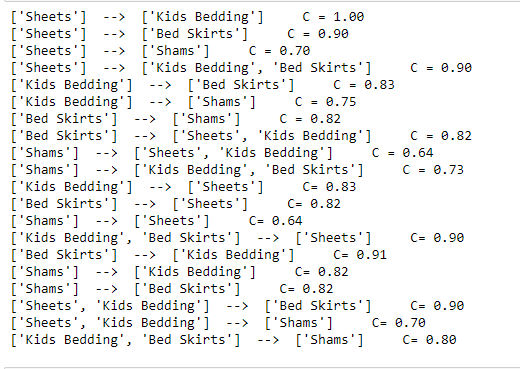 ['Sheets'] --> ['Kids Bedding'] C = 1.00
['Sheets'] --> ['Bed Skirts'] C = 0.90
['Sheets'] --> ['Shams'] C = 0.70
['Sheets'] --> ['Kids Bedding', 'Bed Skirts'] C = 0.90
['Kids Bedding'] --> ['Bed Skirts'] C = 0.83
['Kids Bedding'] --> ['Shams'] C = 0.75
['Bed Skirts'] --> ['Shams'] C = 0.82
['Bed Skirts'] --> ['Sheets', 'Kids Bedding'] C = 0.82
['Shams'] --> ['Sheets', 'Kids Bedding'] C = 0.64
['Shams'] --> ['Kids Bedding', 'Bed Skirts'] C = 0.73
['Kids Bedding'] --> ['Sheets'] C= 0.83
['Bed Skirts'] --> ['Sheets'] C= 0.82
['Shams'] --> ['Sheets'] C= 0.64
['Kids Bedding', 'Bed Skirts'] --> ['Sheets'] C= 0.90
['Bed Skirts'] --> ['Kids Bedding'] C= 0.91
['Shams'] --> ['Kids Bedding'] C= 0.82
['Shams'] --> ['Bed Skirts'] C= 0.82
['Sheets', 'Kids Bedding'] --> ['Bed Skirts'] C= 0.90
['Sheets', 'Kids Bedding'] --> ['Shams'] C= 0.70
['Kids Bedding', 'Bed Skirts'] --> ['Shams'] C= 0.80